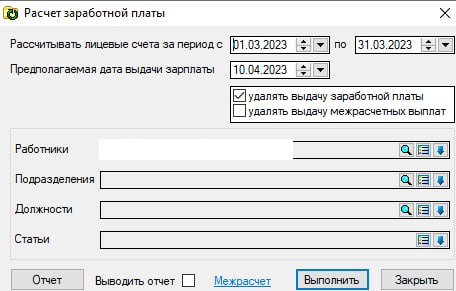 Расчет заработной платы
Рассчитывать лицевые счета за период с 01.03.2023 по 31.03.2023
Предполагаемая дата выдачи зарплаты 10.04.2023
удалять выдачу заработной платы
удалять выдачу межрасчетных выплат
Работники
Подразделения
Должности
Статьи
Отчет Выводить отчет Межрасчет Выполнить Закрыть